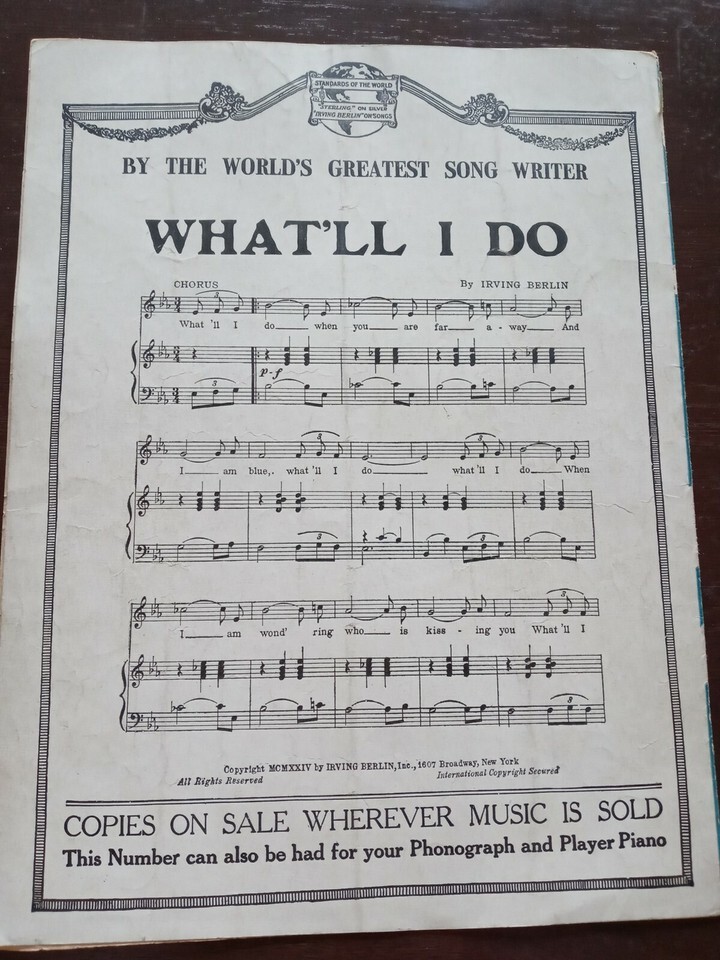 STANDARDS OF THE WORLD
"STERLING" ON SILVER
"IRVING BERLIN" ON SONGS
BY THE WORLD'S GREATEST SONG WRITER
WHAT'LL I DO
CHORUS
By IRVING BERLIN
What 'll I do when you are far a - way And
p-f
I am blue, what 'll I do what 'll I do When
I am wond' ring who is kiss - ing you What 'll I
Copyright MCMXXIV by IRVING BERLIN, Inc., 1607 Broadway, New York
All Rights Reserved
International Copyright Secured
COPIES ON SALE WHEREVER MUSIC IS SOLD
This Number can also be had for your Phonograph and Player Piano